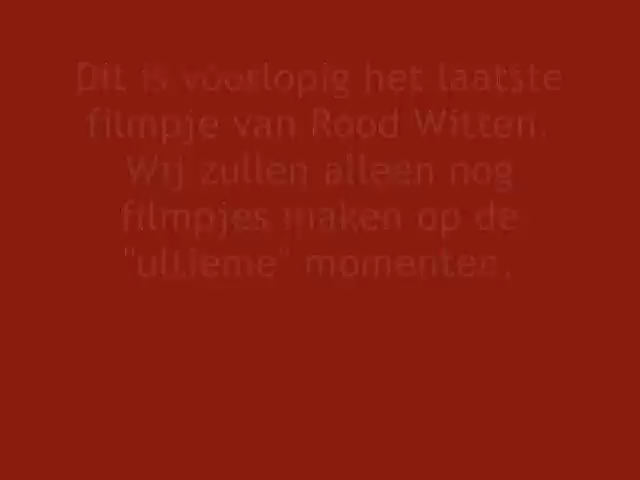 Dit is voorlopig het laatste
filmpje van Rood Witten.
Wij zullen alleen nog
filmpjes maken op de
"ultieme" momenten.